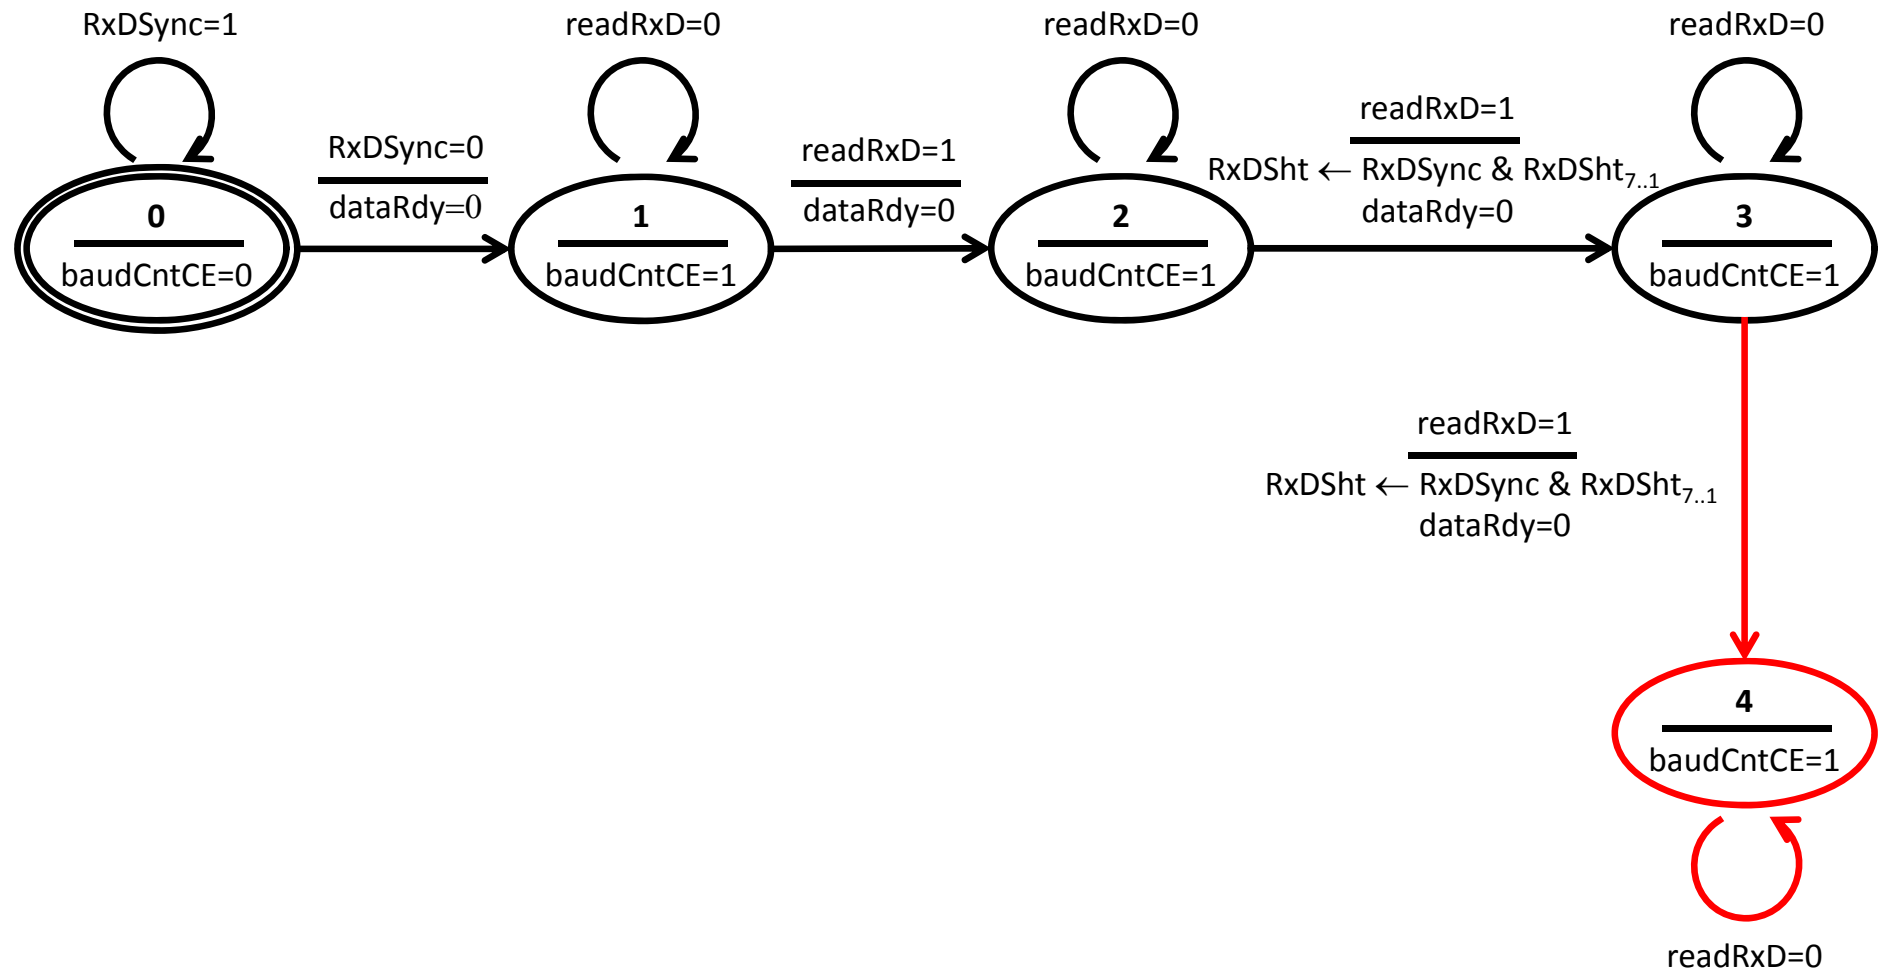 RxDSync=1
readRxD=0
readRxD=0
readRxD=0
RxDSync=0
dataRdy=0
readRxD=1
dataRdy=0
readRxD=1
RxDSht ← RxDSync & RxDSht7..1
dataRdy=0
0
baudCntCE=0
1
baudCntCE=1
2
baudCntCE=1
3
baudCntCE=1
readRxD=1
RxDSht ← RxDSync & RxDSht7..1
dataRdy=0
4
baudCntCE=1
readRxD=0